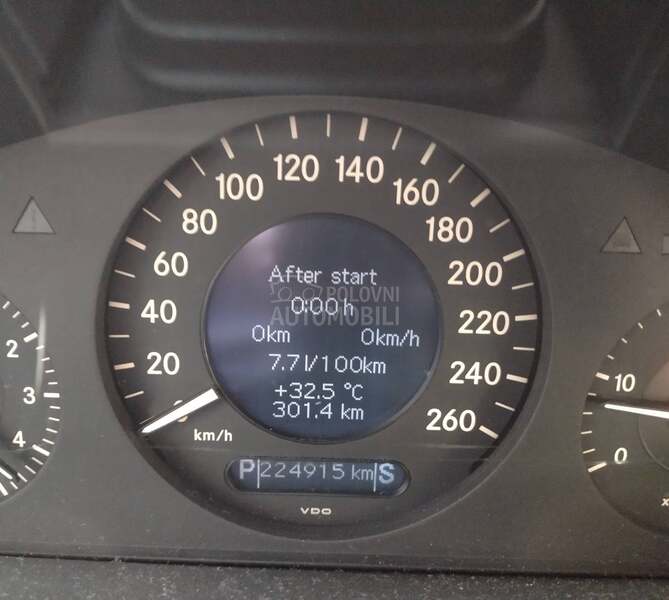 20
40
60
80
100
120
140
160
180
200
220
240
260
km/h
After start
0:00 h
0km 0km/h
7.7l/100km
+32.5 °C
301.4 km
P 224915 km S
VDO
2
3
4
10
0
POLOVNI
AUTOMOBILI